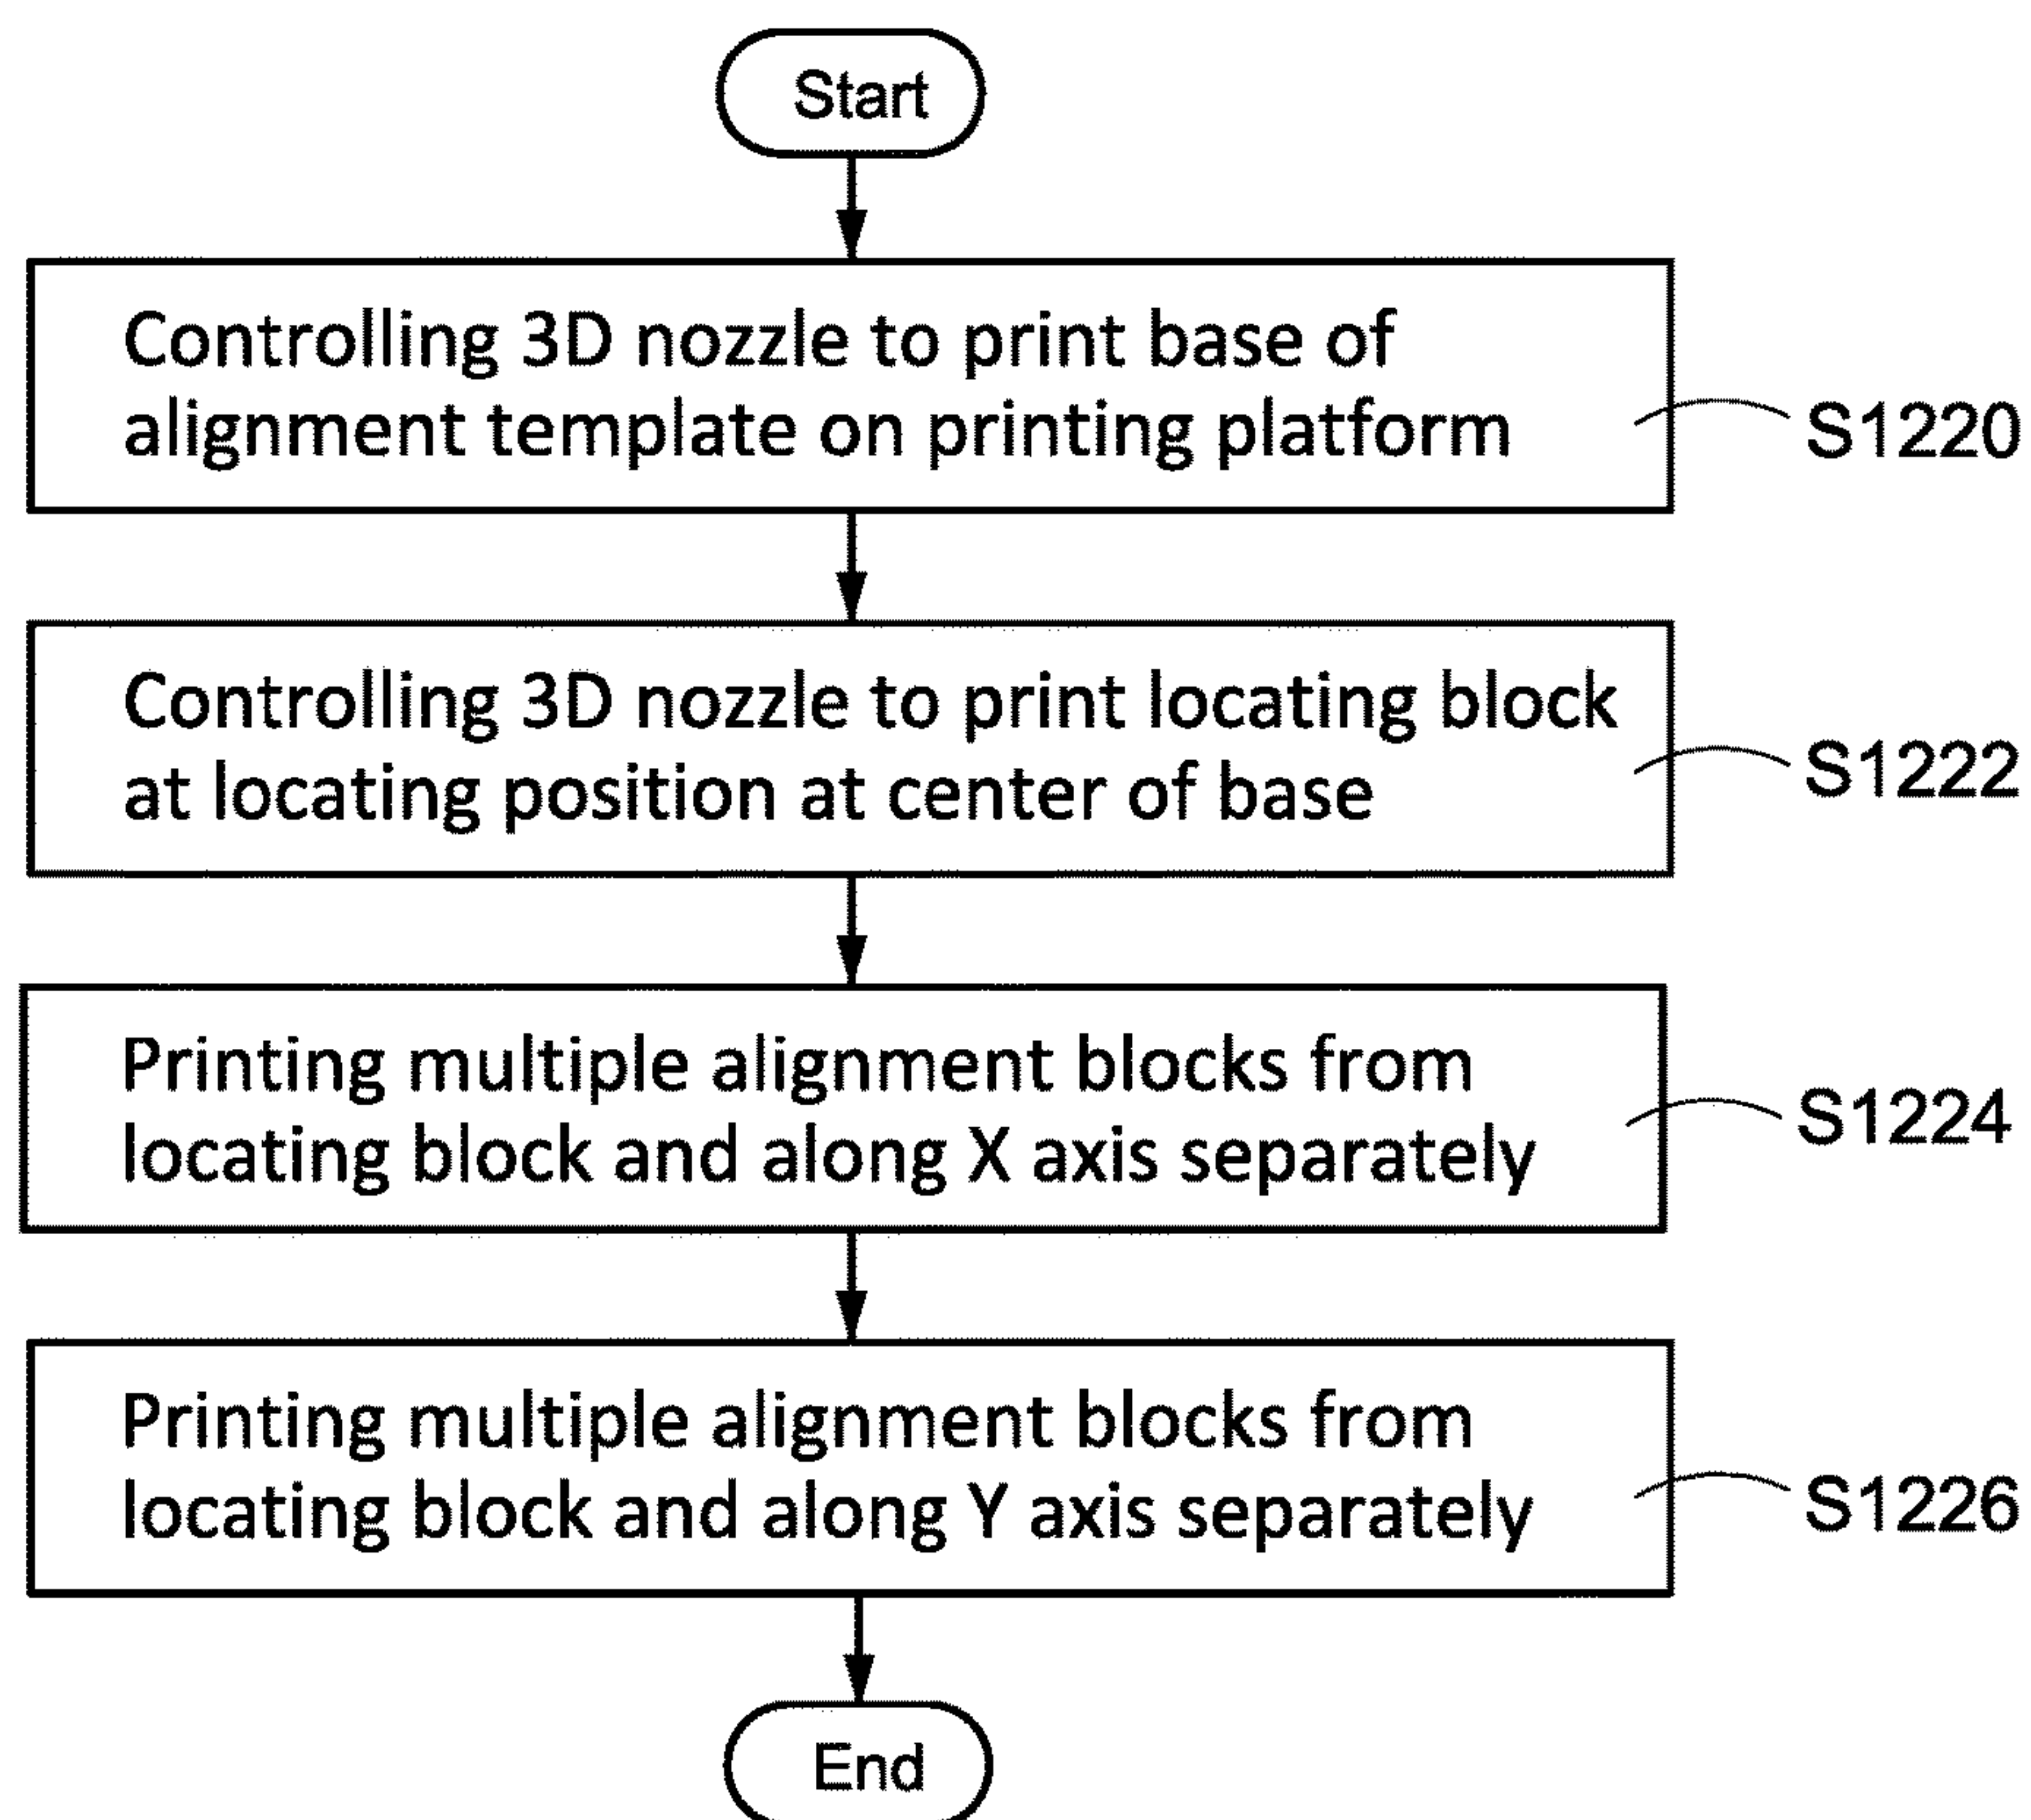 Start
Controlling 3D nozzle to print base of
alignment template on printing platform
S1220
Controlling 3D nozzle to print locating block
at locating position at center of base
S1222
Printing multiple alignment blocks from
locating block and along X axis separately
S1224
Printing multiple alignment blocks from
locating block and along Y axis separately
S1226
End